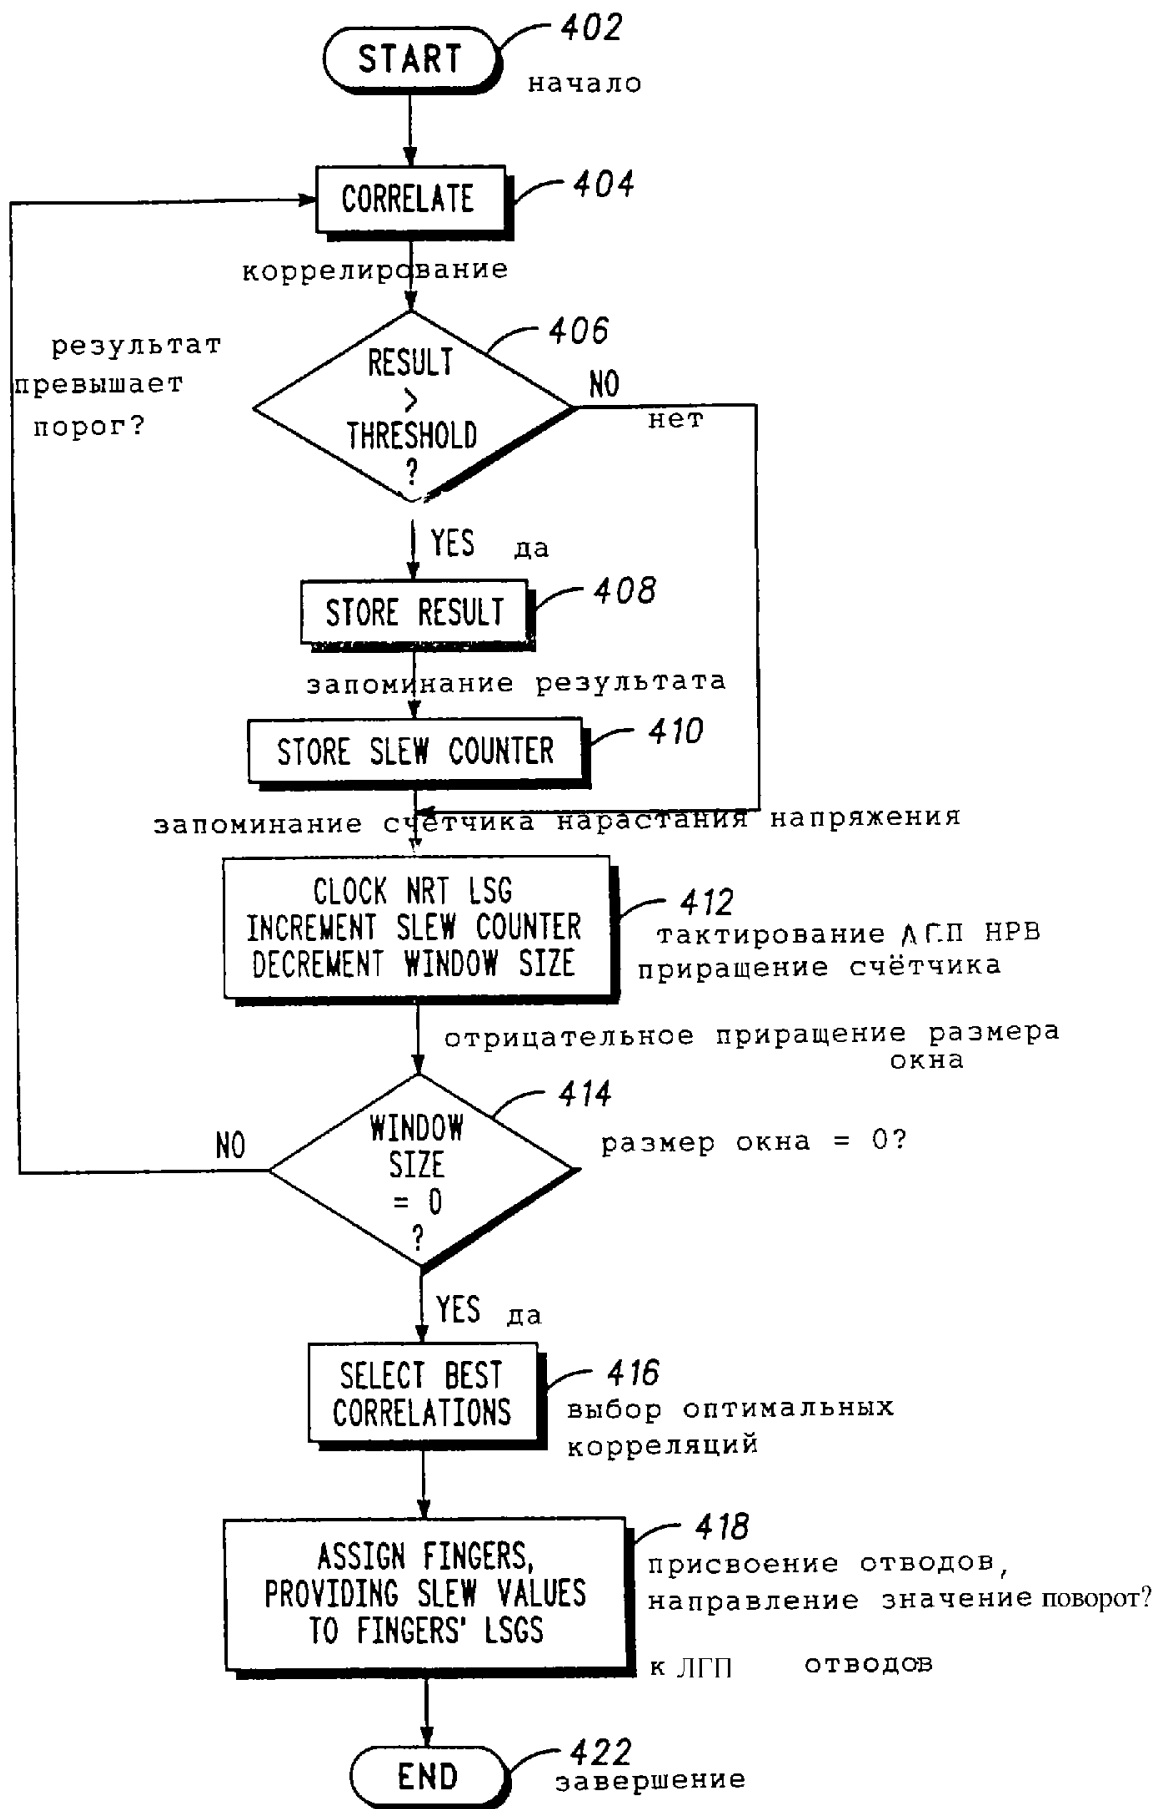 START
402
начало
CORRELATE
404
коррелирование
406
результат
превышает
порог?
RESULT
>
THRESHOLD
?
NO
нет
YES да
STORE RESULT
408
запоминание результата
STORE SLEW COUNTER
410
запоминание счётчика нарастания напряжения
CLOCK NRT LSG
INCREMENT SLEW COUNTER
DECREMENT WINDOW SIZE
412
тактирование ЛГП НРВ
приращение счётчика
отрицательное приращение размера
окна
414
WINDOW
SIZE
= 0
?
NO
размер окна = 0?
YES да
SELECT BEST
CORRELATIONS
416
выбор оптимальных
корреляций
ASSIGN FINGERS,
PROVIDING SLEW VALUES
TO FINGERS' LSGS
418
присвоение отводов,
направление значение поворот?
к ЛГП отводов
END
422
завершение